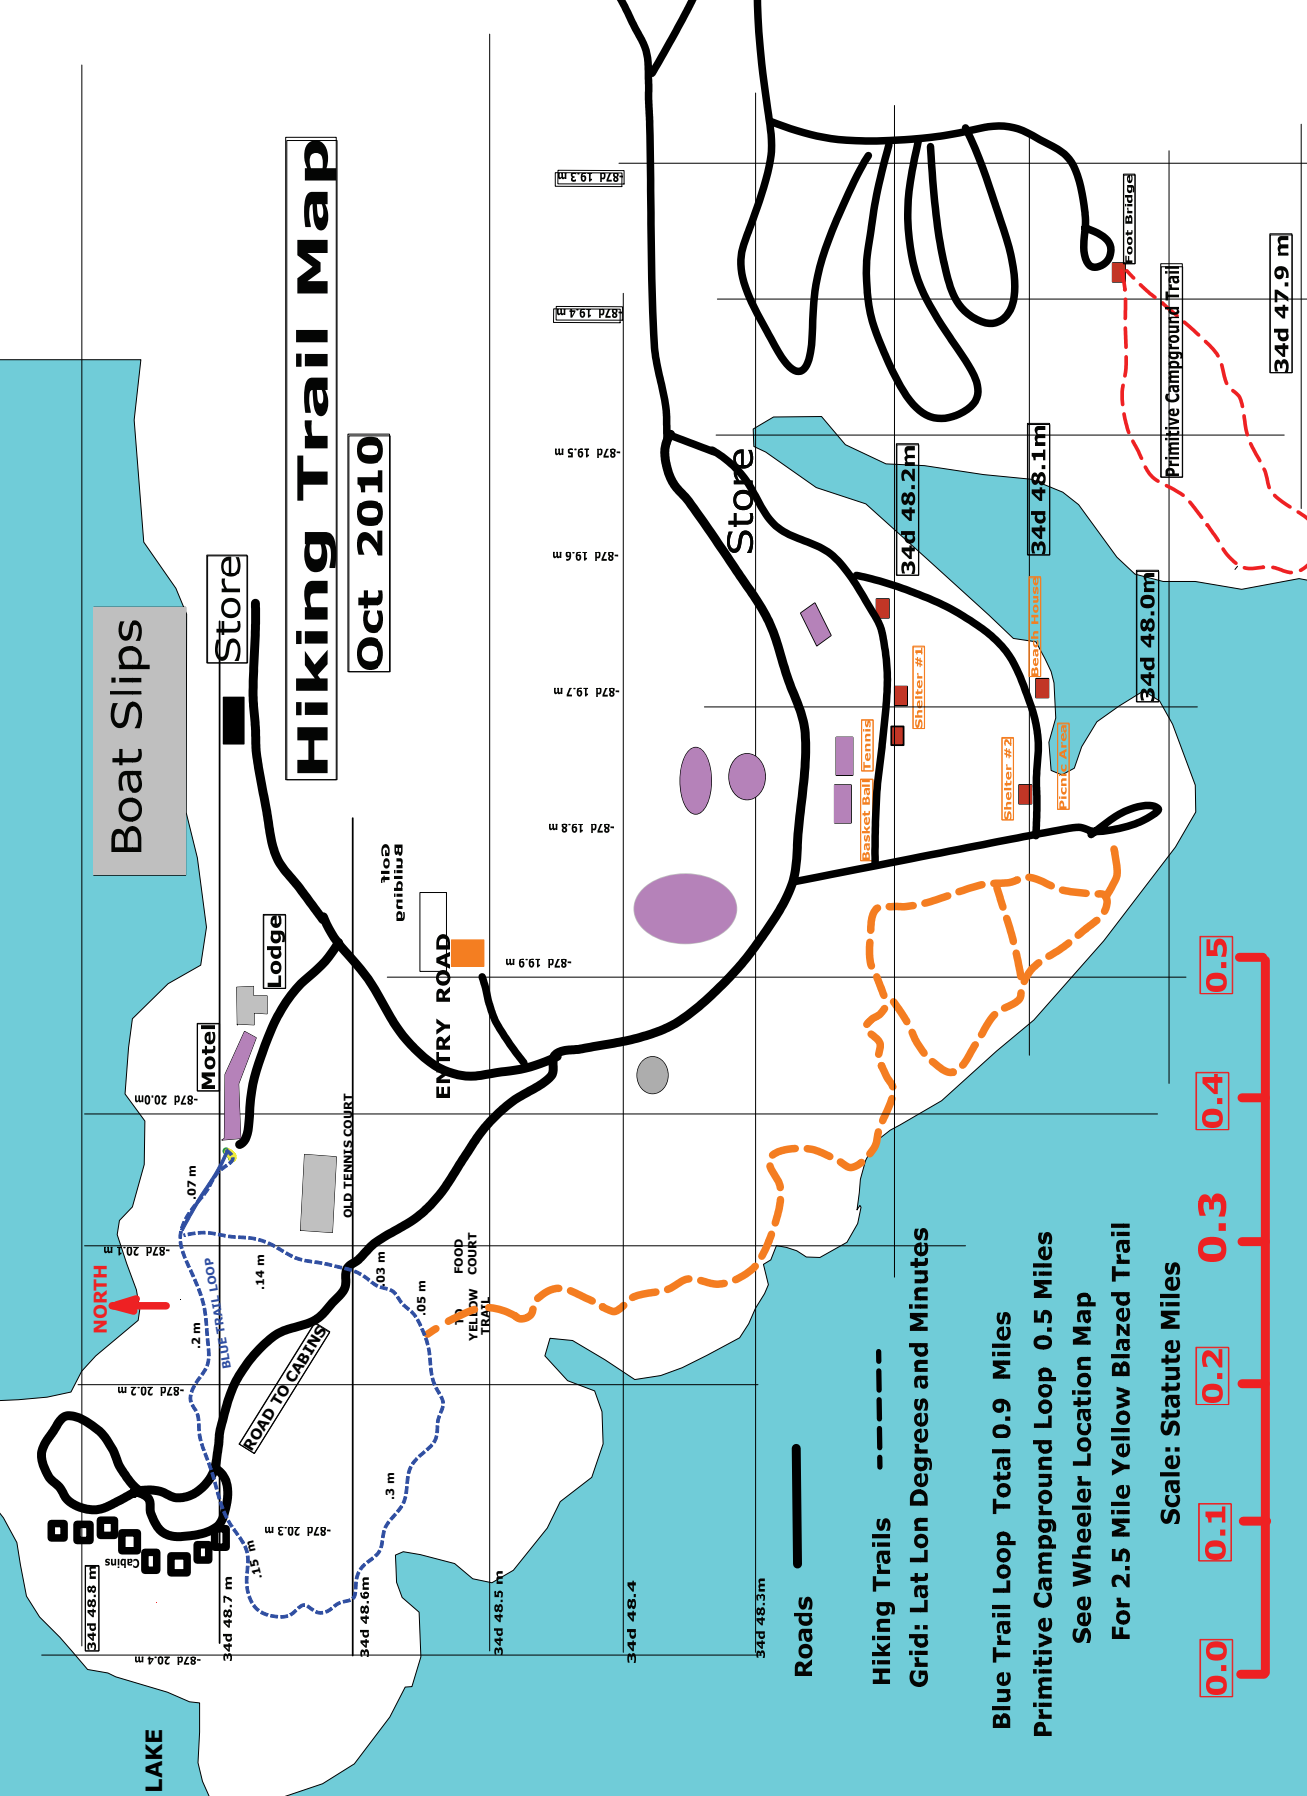 Hiking Trail Map
Oct 2010
Boat Slips
Store
Lodge
Motel
Golf
Buliding
ENTRY ROAD
OLD TENNIS COURT
NORTH
BLUE TRAIL LOOP
ROAD TO CABINS
Cabins
LAKE
.07 m
.14 m
.2 m
.03 m
.05 m
.3 m
.15 m
TO
FOOD
YELLOW COURT
TRAIL
Store
Tennis
Basket Ball
Shelter #1
Shelter #2
Beach House
Picnic Area
Foot Bridge
Primitive Campground Trail
-87d 19.3 m
-87d 19.4 m
-87d 19.5 m
-87d 19.6 m
-87d 19.7 m
-87d 19.8 m
-87d 19.9 m
-87d 20.0m
-87d 20.1 m
-87d 20.2 m
-87d 20.3 m
-87d 20.4 m
34d 48.8 m
34d 48.7 m
34d 48.6m
34d 48.5 m
34d 48.4
34d 48.3m
34d 48.2m
34d 48.1m
34d 48.0m
34d 47.9 m
Roads
Hiking Trails
Grid: Lat Lon Degrees and Minutes
Blue Trail Loop Total 0.9 Miles
Primitive Campground Loop 0.5 Miles
See Wheeler Location Map
For 2.5 Mile Yellow Blazed Trail
Scale: Statute Miles
0.0
0.1
0.2
0.3
0.4
0.5